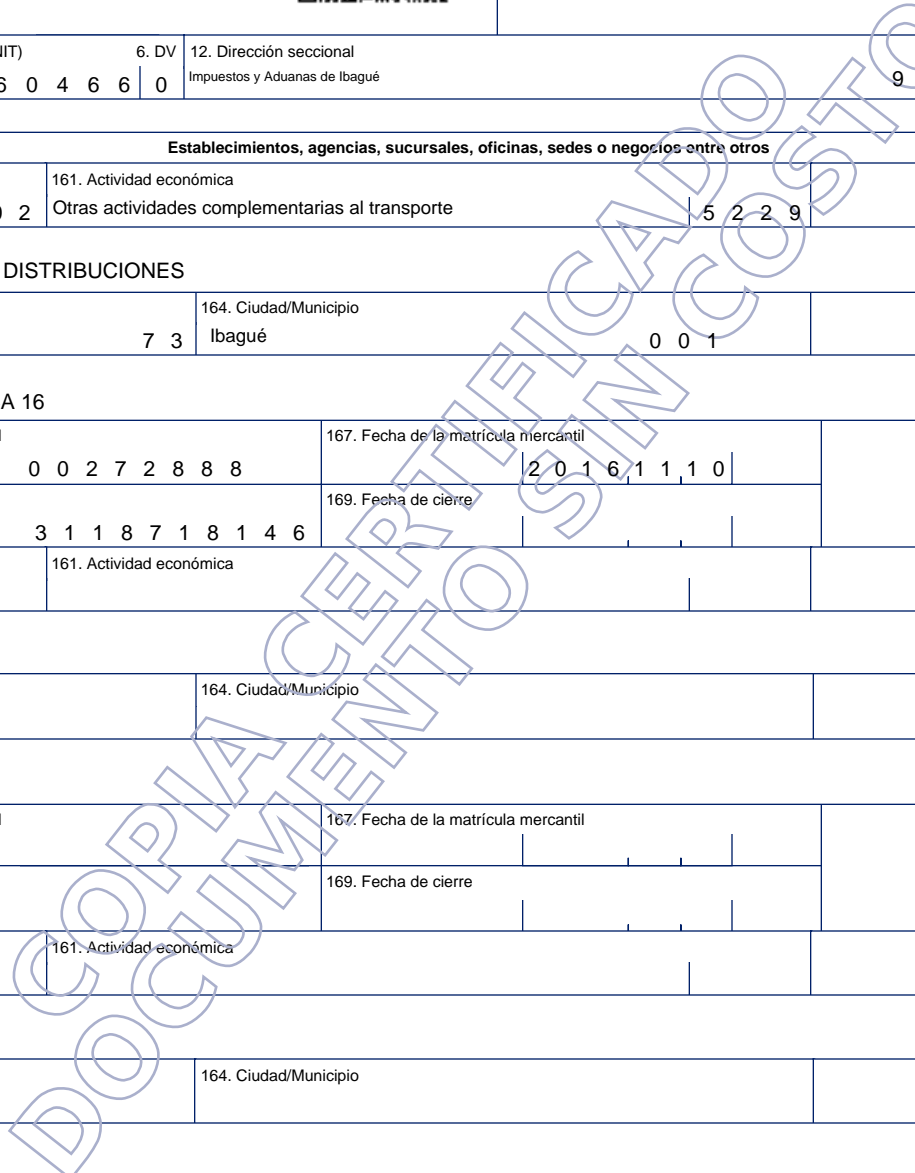 NIT) 6. DV 12. Dirección seccional
6 0 4 6 6 0 Impuestos y Aduanas de Ibagué 9
Establecimientos, agencias, sucursales, oficinas, sedes o negocios entre otros
161. Actividad económica
0 2 Otras actividades complementarias al transporte 5 2 2 9
DISTRIBUCIONES
164. Ciudad/Municipio
7 3 Ibagué 0 0 1
A 16
167. Fecha de la matrícula mercantil
0 0 2 7 2 8 8 8 2 0 1 6 1 1 1 0
169. Fecha de cierre
3 1 1 8 7 1 8 1 4 6
161. Actividad económica
164. Ciudad/Municipio
167. Fecha de la matrícula mercantil
169. Fecha de cierre
161. Actividad económica
164. Ciudad/Municipio
COPIA CERTIFICADO
DOCUMENTO SIN COSTO